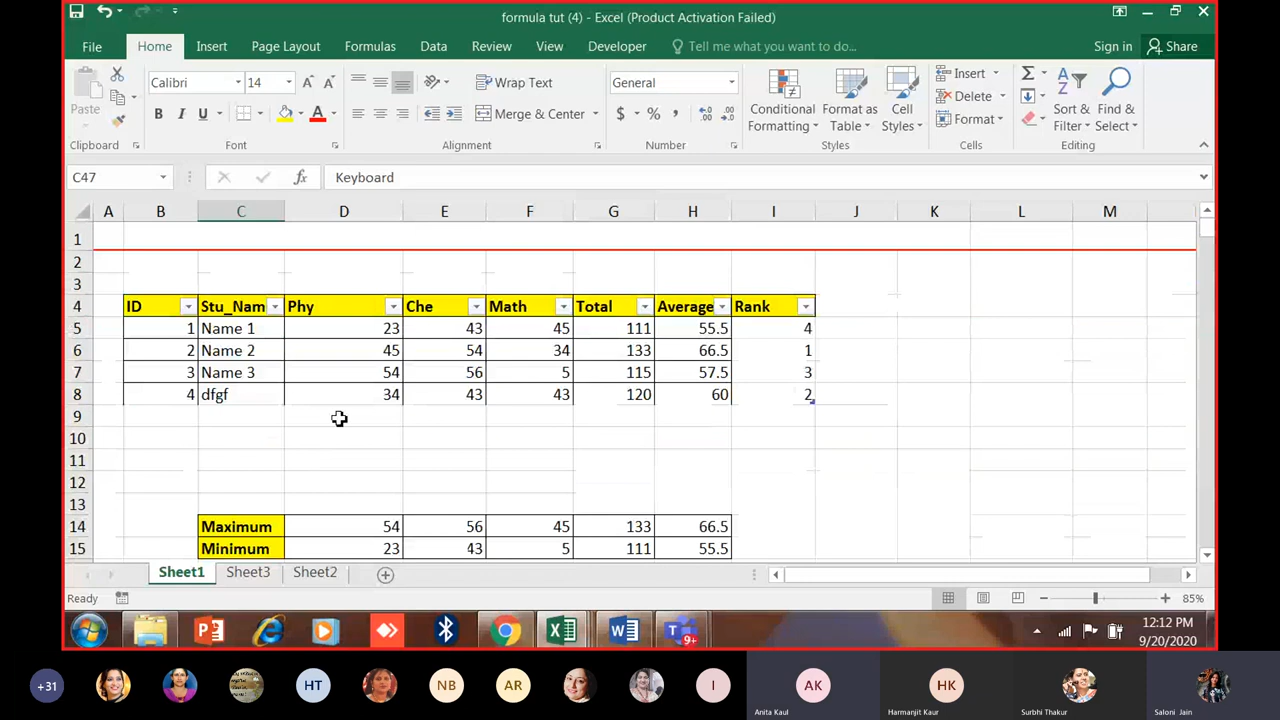 formula tut (4) - Excel (Product Activation Failed)
File Home Insert Page Layout Formulas Data Review View Developer Tell me what you want to do... Sign in Share
Paste Calibri 14 Wrap Text General Insert
B I U Merge & Center $ % , Conditional Formatting Format as Table Cell Styles Delete Format Sort & Filter Find & Select
Clipboard Font Alignment Number Styles Cells Editing
C47 fx Keyboard
A B C D E F G H I J K L M
1
2
3
4 ID Stu_Nam Phy Che Math Total Average Rank
5 1 Name 1 23 43 45 111 55.5 4
6 2 Name 2 45 54 34 133 66.5 1
7 3 Name 3 54 56 5 115 57.5 3
8 4 dfgf 34 43 43 120 60 2
9
10
11
12
13
14 Maximum 54 56 45 133 66.5
15 Minimum 23 43 5 111 55.5
Sheet1 Sheet3 Sheet2
Ready 85%
9+ 12:12 PM
9/20/2020
+31 HT NB AR I AK HK
Anita Kaul Harmanjit Kaur Surbhi Thakur Saloni Jain